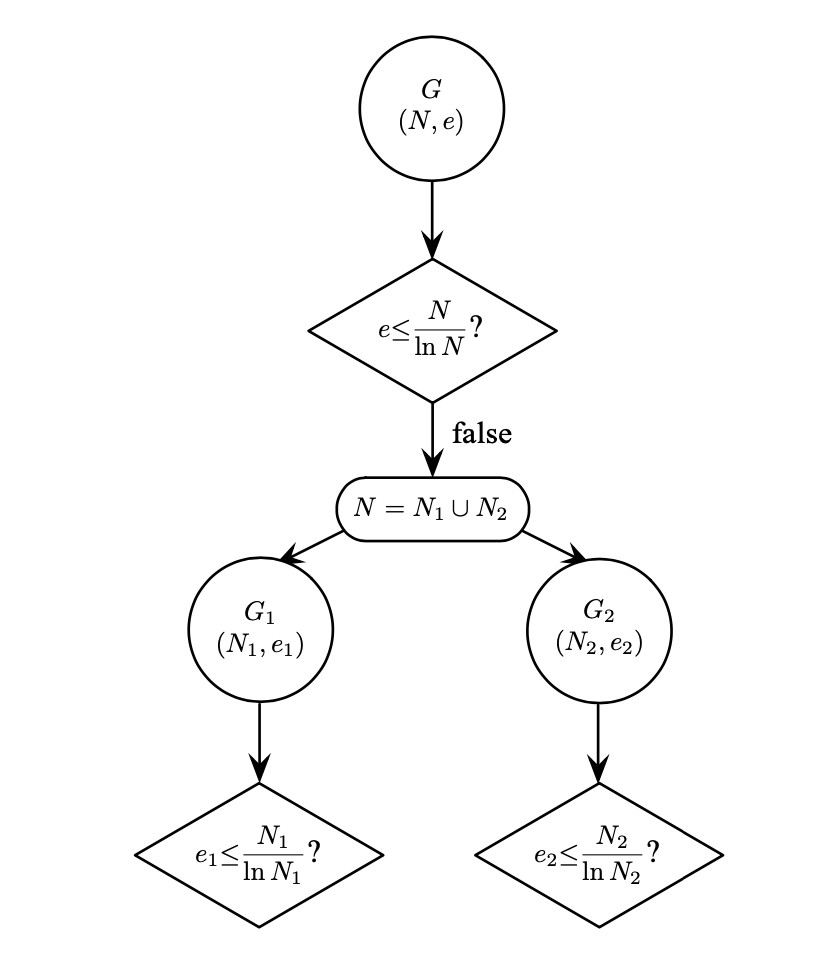 G
(N, e)
e≤N/ln N?
false
N = N₁ ∪ N₂
G₁
(N₁, e₁)
G₂
(N₂, e₂)
e₁≤N₁/ln N₁?
e₂≤N₂/ln N₂?